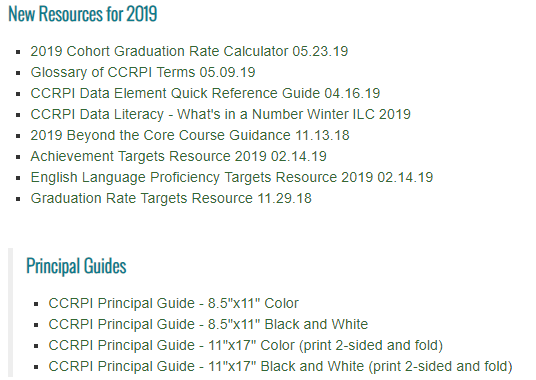 New Resources for 2019
2019 Cohort Graduation Rate Calculator 05.23.19
Glossary of CCRPI Terms 05.09.19
CCRPI Data Element Quick Reference Guide 04.16.19
CCRPI Data Literacy - What's in a Number Winter ILC 2019
2019 Beyond the Core Course Guidance 11.13.18
Achievement Targets Resource 2019 02.14.19
English Language Proficiency Targets Resource 2019 02.14.19
Graduation Rate Targets Resource 11.29.18
Principal Guides
CCRPI Principal Guide - 8.5"x11" Color
CCRPI Principal Guide - 8.5"x11" Black and White
CCRPI Principal Guide - 11"x17" Color (print 2-sided and fold)
CCRPI Principal Guide - 11"x17" Black and White (print 2-sided and fold)